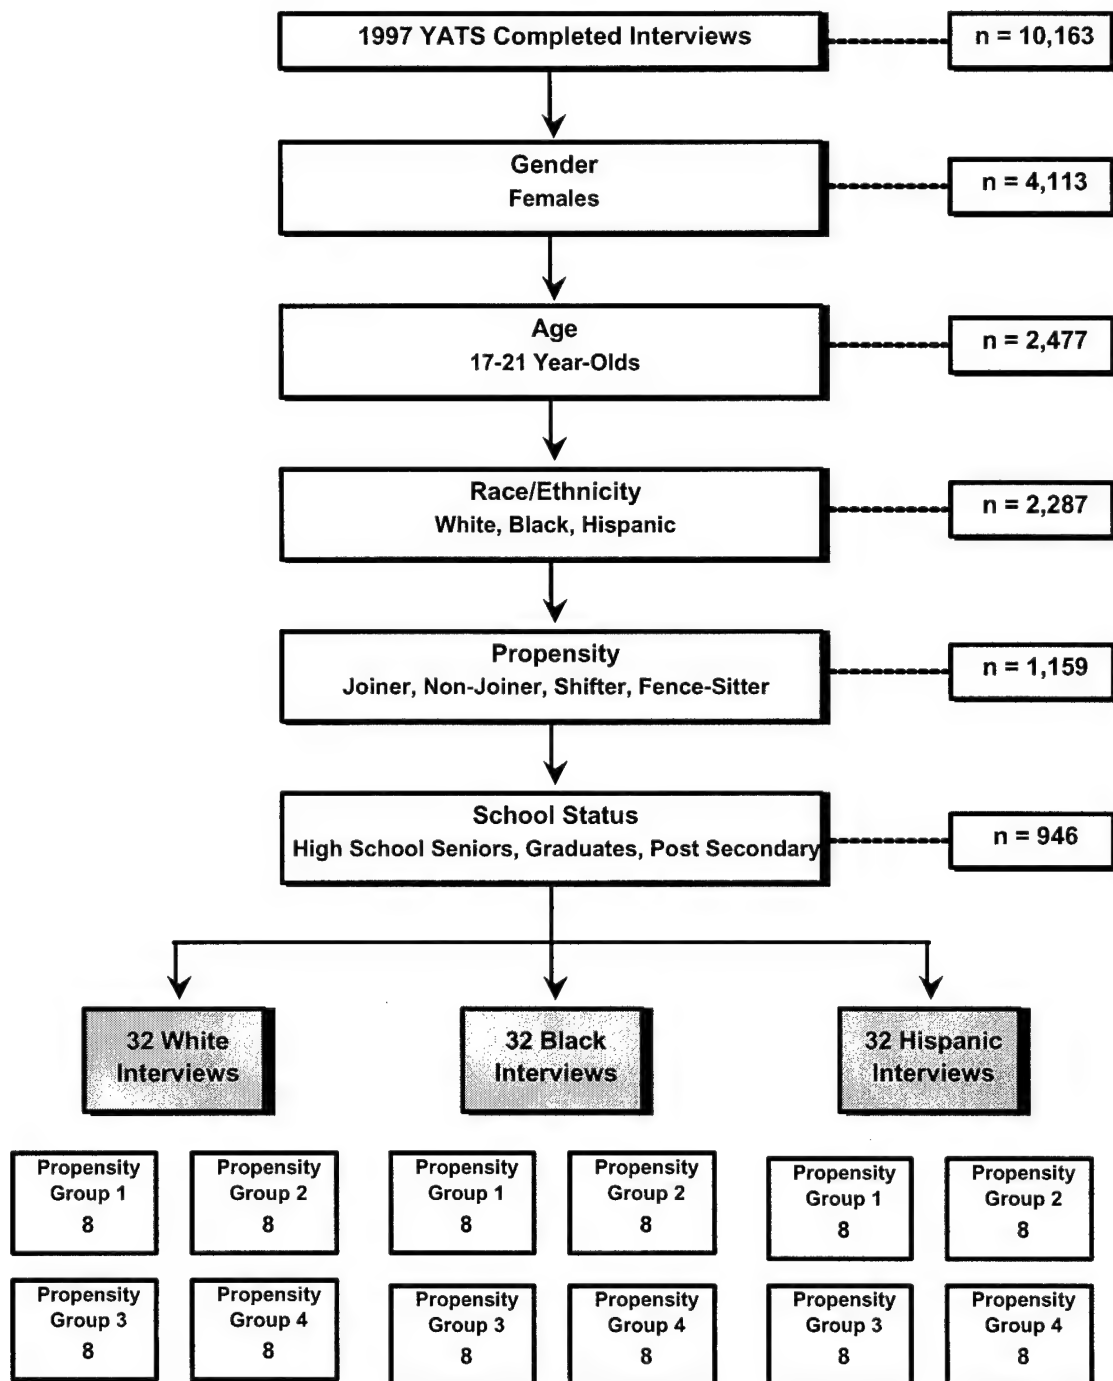 1997 YATS Completed Interviews
n = 10,163
Gender
Females
n = 4,113
Age
17-21 Year-Olds
n = 2,477
Race/Ethnicity
White, Black, Hispanic
n = 2,287
Propensity
Joiner, Non-Joiner, Shifter, Fence-Sitter
n = 1,159
School Status
High School Seniors, Graduates, Post Secondary
n = 946
32 White
Interviews
32 Black
Interviews
32 Hispanic
Interviews
Propensity
Group 1
8
Propensity
Group 2
8
Propensity
Group 1
8
Propensity
Group 2
8
Propensity
Group 1
8
Propensity
Group 2
8
Propensity
Group 3
8
Propensity
Group 4
8
Propensity
Group 3
8
Propensity
Group 4
8
Propensity
Group 3
8
Propensity
Group 4
8